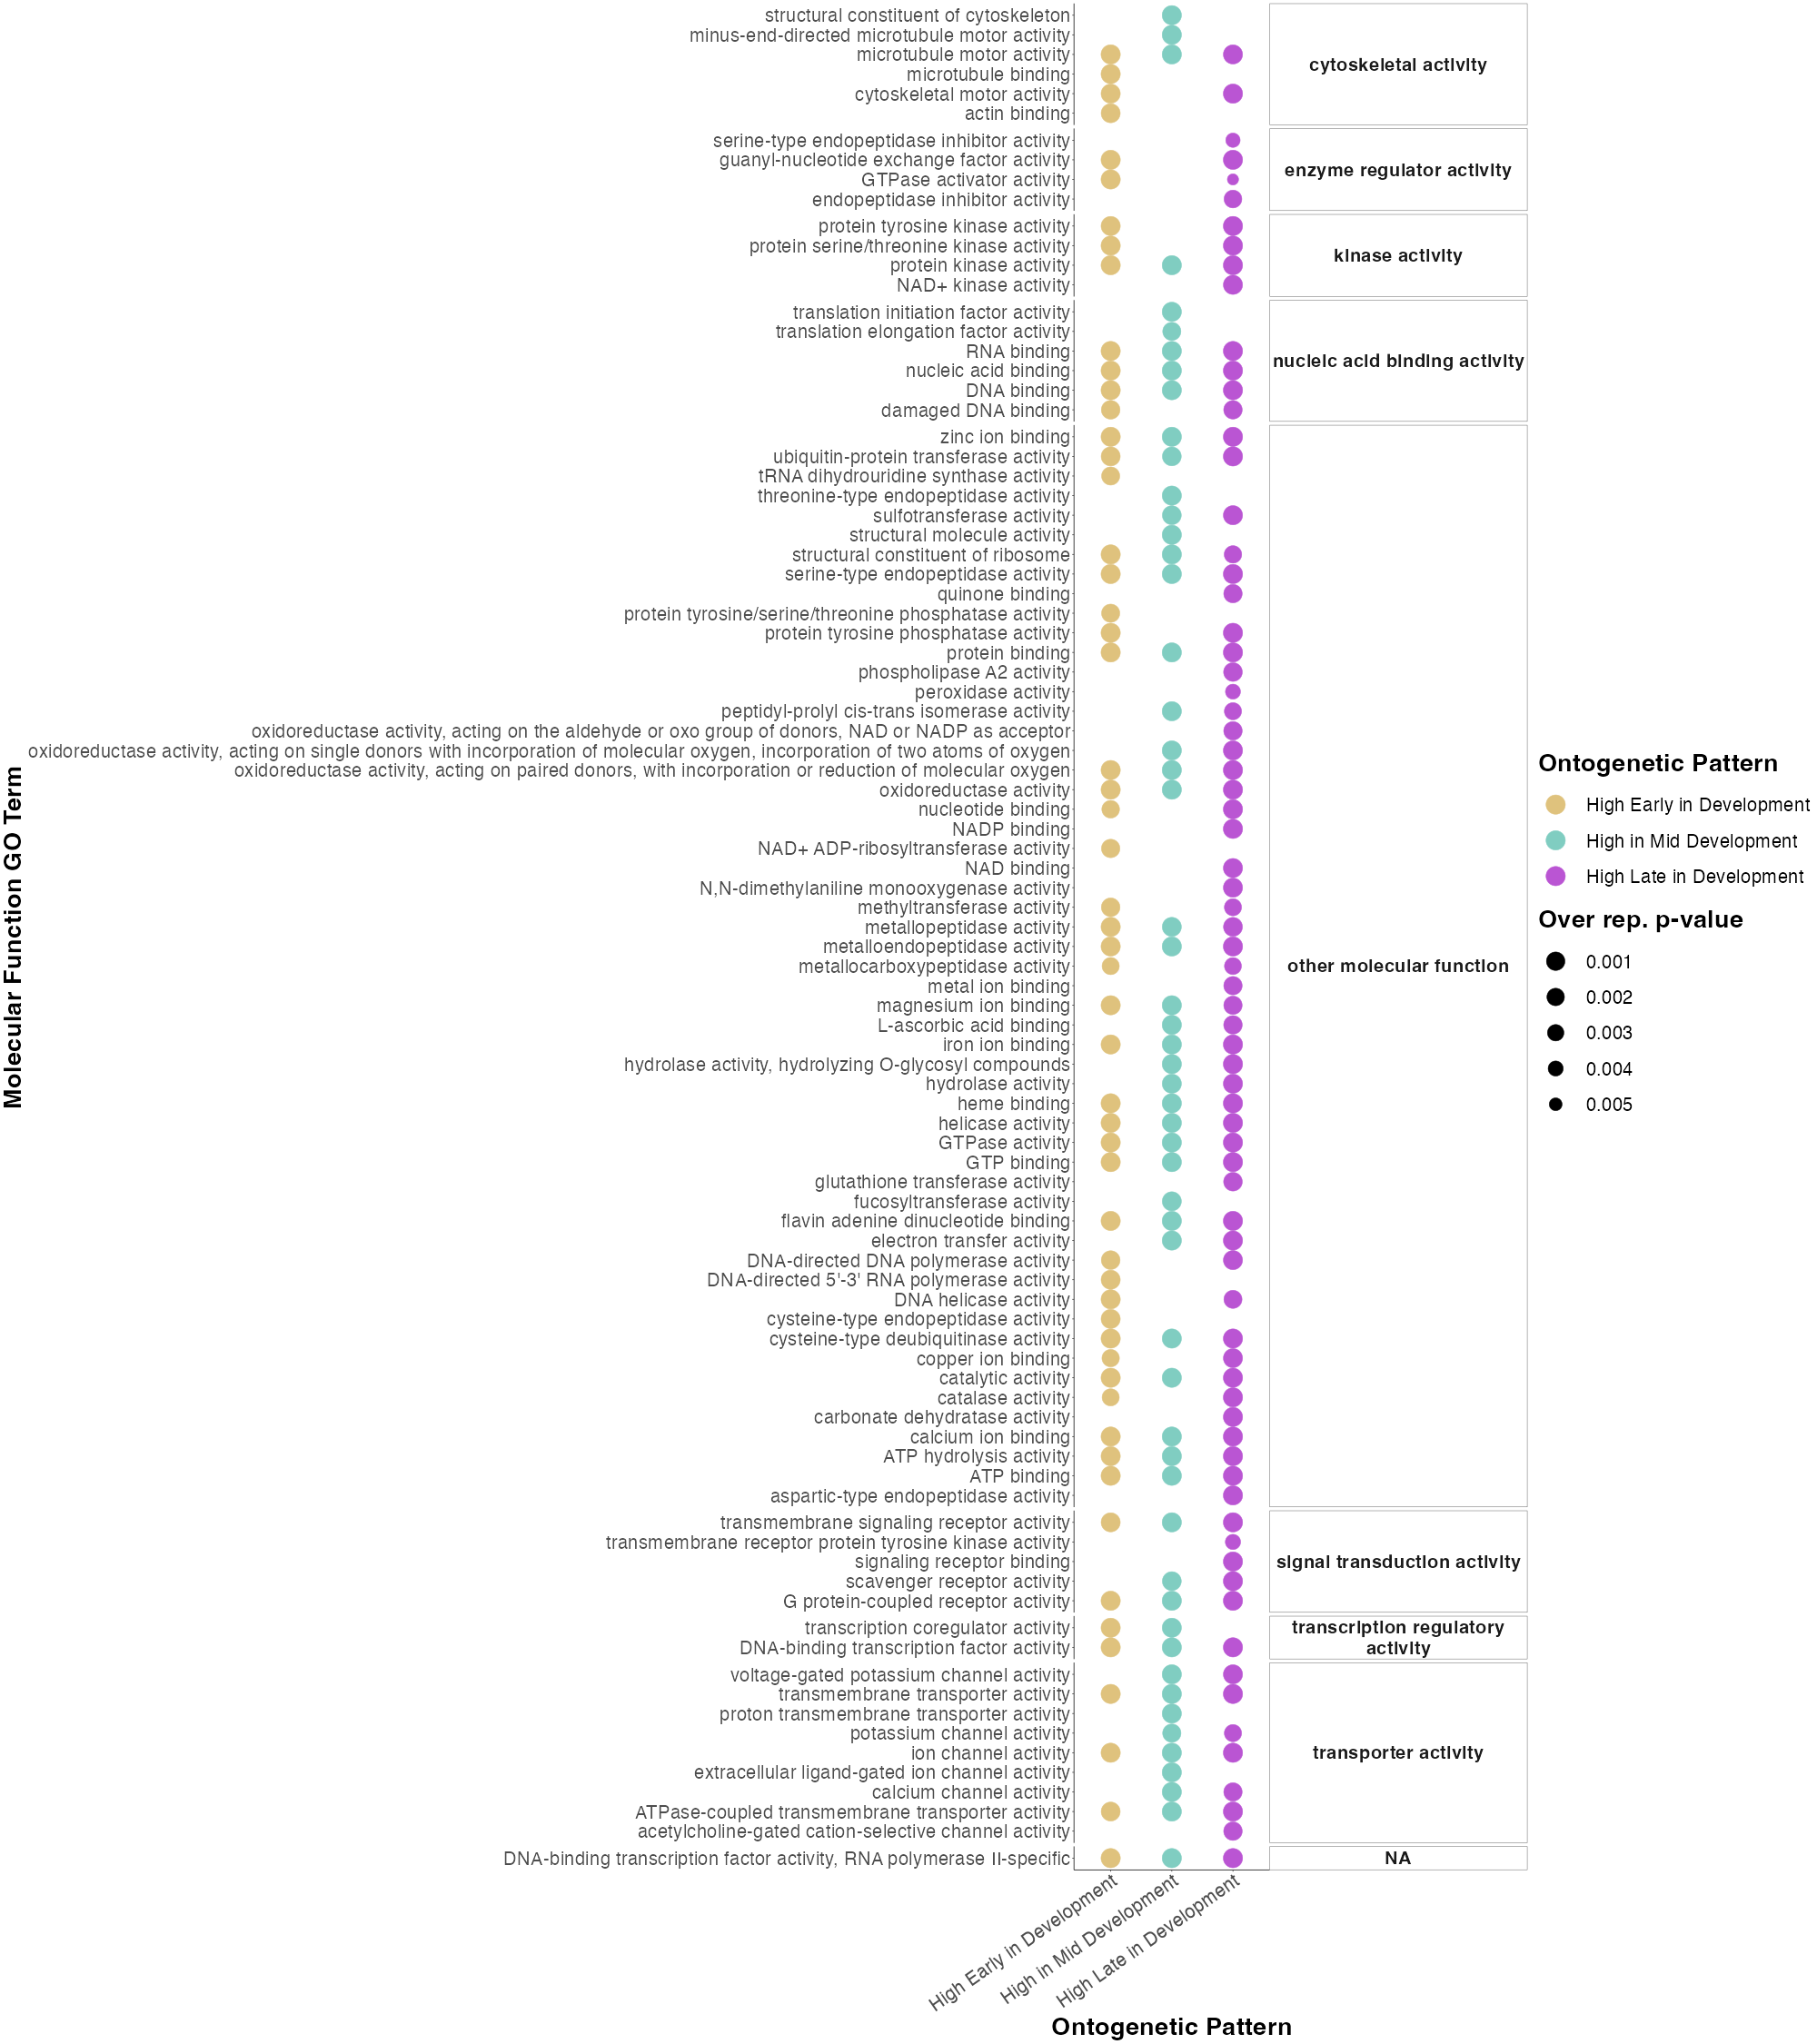 structural constituent of cytoskeleton
minus-end-directed microtubule motor activity
microtubule motor activity
microtubule binding
cytoskeletal motor activity
actin binding
cytoskeletal activity
serine-type endopeptidase inhibitor activity
guanyl-nucleotide exchange factor activity
GTPase activator activity
endopeptidase inhibitor activity
enzyme regulator activity
protein tyrosine kinase activity
protein serine/threonine kinase activity
protein kinase activity
NAD+ kinase activity
kinase activity
translation initiation factor activity
translation elongation factor activity
RNA binding
nucleic acid binding
DNA binding
damaged DNA binding
nucleic acid binding activity
zinc ion binding
ubiquitin-protein transferase activity
tRNA dihydrouridine synthase activity
threonine-type endopeptidase activity
sulfotransferase activity
structural molecule activity
structural constituent of ribosome
serine-type endopeptidase activity
quinone binding
protein tyrosine/serine/threonine phosphatase activity
protein tyrosine phosphatase activity
protein binding
phospholipase A2 activity
peroxidase activity
peptidyl-prolyl cis-trans isomerase activity
oxidoreductase activity, acting on the aldehyde or oxo group of donors, NAD or NADP as acceptor
oxidoreductase activity, acting on single donors with incorporation of molecular oxygen, incorporation of two atoms of oxygen
oxidoreductase activity, acting on paired donors, with incorporation or reduction of molecular oxygen
oxidoreductase activity
nucleotide binding
NADP binding
NAD+ ADP-ribosyltransferase activity
NAD binding
N,N-dimethylaniline monooxygenase activity
methyltransferase activity
metallopeptidase activity
metalloendopeptidase activity
metallocarboxypeptidase activity
metal ion binding
magnesium ion binding
L-ascorbic acid binding
iron ion binding
hydrolase activity, hydrolyzing O-glycosyl compounds
hydrolase activity
heme binding
helicase activity
GTPase activity
GTP binding
glutathione transferase activity
fucosyltransferase activity
flavin adenine dinucleotide binding
electron transfer activity
DNA-directed DNA polymerase activity
DNA-directed 5'-3' RNA polymerase activity
DNA helicase activity
cysteine-type endopeptidase activity
cysteine-type deubiquitinase activity
copper ion binding
catalytic activity
catalase activity
carbonate dehydratase activity
calcium ion binding
ATP hydrolysis activity
ATP binding
aspartic-type endopeptidase activity
other molecular function
transmembrane signaling receptor activity
transmembrane receptor protein tyrosine kinase activity
signaling receptor binding
scavenger receptor activity
G protein-coupled receptor activity
signal transduction activity
transcription coregulator activity
DNA-binding transcription factor activity
transcription regulatory
activity
voltage-gated potassium channel activity
transmembrane transporter activity
proton transmembrane transporter activity
potassium channel activity
ion channel activity
extracellular ligand-gated ion channel activity
calcium channel activity
ATPase-coupled transmembrane transporter activity
acetylcholine-gated cation-selective channel activity
transporter activity
DNA-binding transcription factor activity, RNA polymerase II-specific
NA
Molecular Function GO Term
High Early in Development
High in Mid Development
High Late in Development
Ontogenetic Pattern
Ontogenetic Pattern
High Early in Development
High in Mid Development
High Late in Development
Over rep. p-value
0.001
0.002
0.003
0.004
0.005